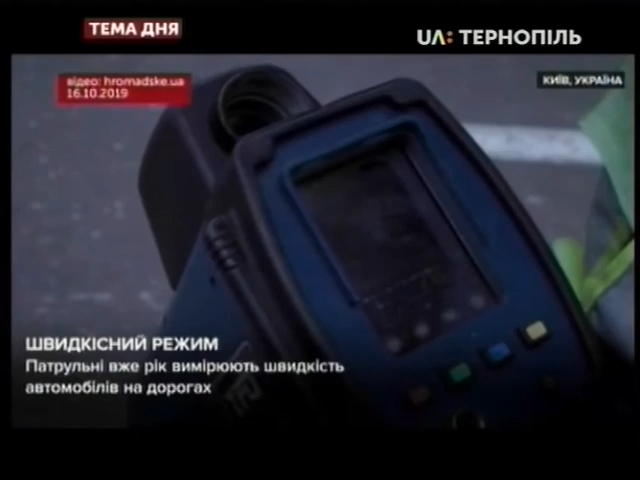 ТЕМА ДНЯ
UA: ТЕРНОПІЛЬ
відео: hromadske.ua
16.10.2019
КИЇВ, УКРАЇНА
ШВИДКІСНИЙ РЕЖИМ
Патрульні вже рік вимірюють швидкість
автомобілів на дорогах